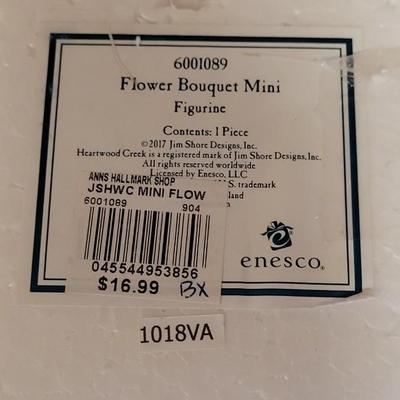 6001089
Flower Bouquet Mini
Figurine
Contents: 1 Piece
©2017 Jim Shore Designs, Inc.
Heartwood Creek is a registered mark of Jim Shore Designs, Inc.
All rights reserved worldwide
Licensed by Enesco, LLC
U.S. trademark
enesco®
ANNS HALLMARK SHOP
JSHWC MINI FLOW
6001089 904
045544953856
$16.99 BX
1018VA